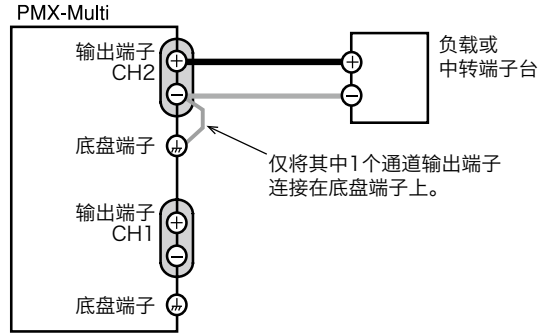 PMX-Multi
输出端子
CH2
负载或
中转端子台
底盘端子
仅将其中1个通道输出端子
连接在底盘端子上。
输出端子
CH1
底盘端子